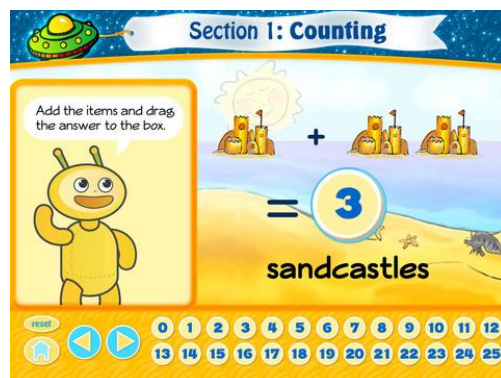 Section 1: Counting
Add the items and drag
the answer to the box.
+
= 3
sandcastles
reset
0 1 2 3 4 5 6 7 8 9 10 11 12
13 14 15 16 17 18 19 20 21 22 23 24 25